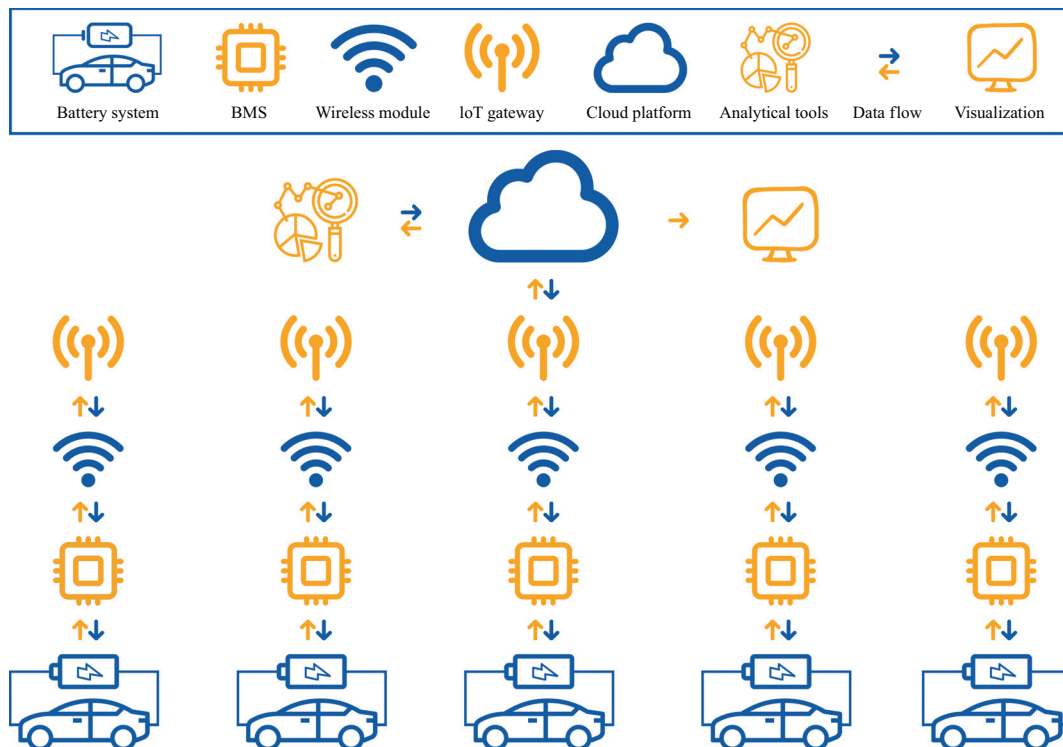 Battery system
BMS
Wireless module
loT gateway
Cloud platform
Analytical tools
Data flow
Visualization